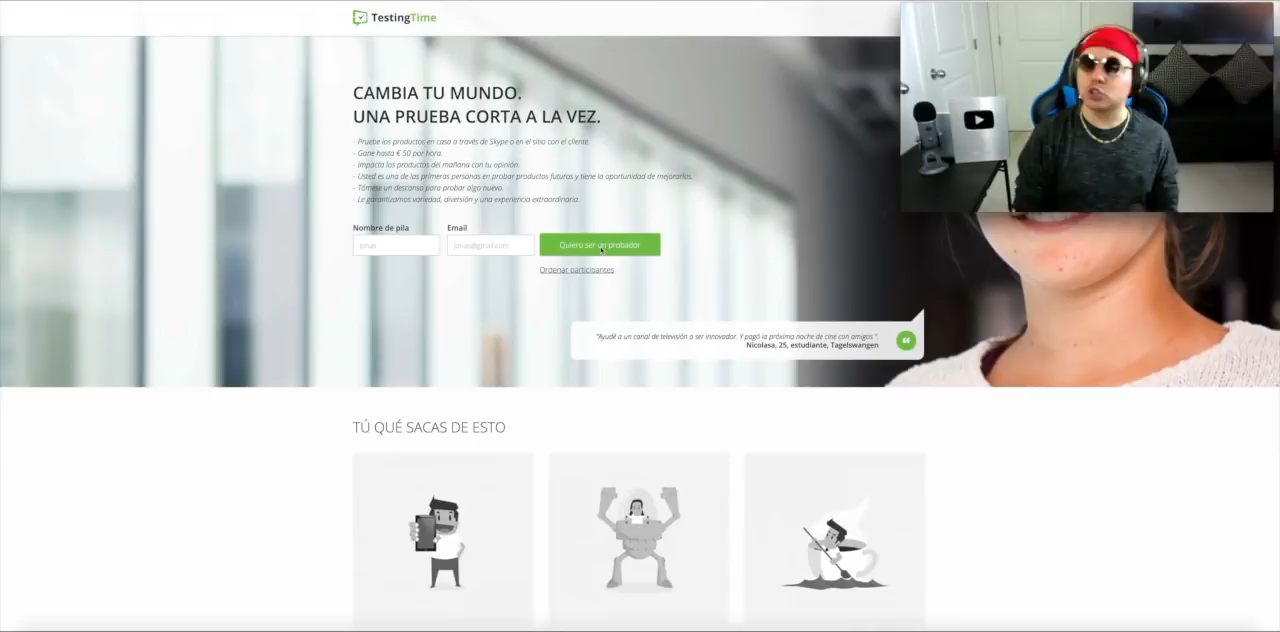 TestingTime
CAMBIA TU MUNDO.
UNA PRUEBA CORTA A LA VEZ.
- Pruebe los productos en casa a través de Skype o en el sitio con el cliente.
- Gane hasta € 50 por hora.
- Impacta los productos del mañana con tu opinión.
- Usted es una de las primeras personas en probar productos futuros y tiene la oportunidad de mejorarlos.
- Tómese un descanso para probar algo nuevo.
- Le garantizamos variedad, diversión y una experiencia extraordinaria.
Nombre de pila
Email
jonas
jonas@gmail.com
Quiero ser un probador
Ordenar participantes
"Ayudé a un canal de televisión a ser innovador. Y pagó la próxima noche de cine con amigos ".
Nicolasa, 25, estudiante, Tagelswangen
TÚ QUÉ SACAS DE ESTO